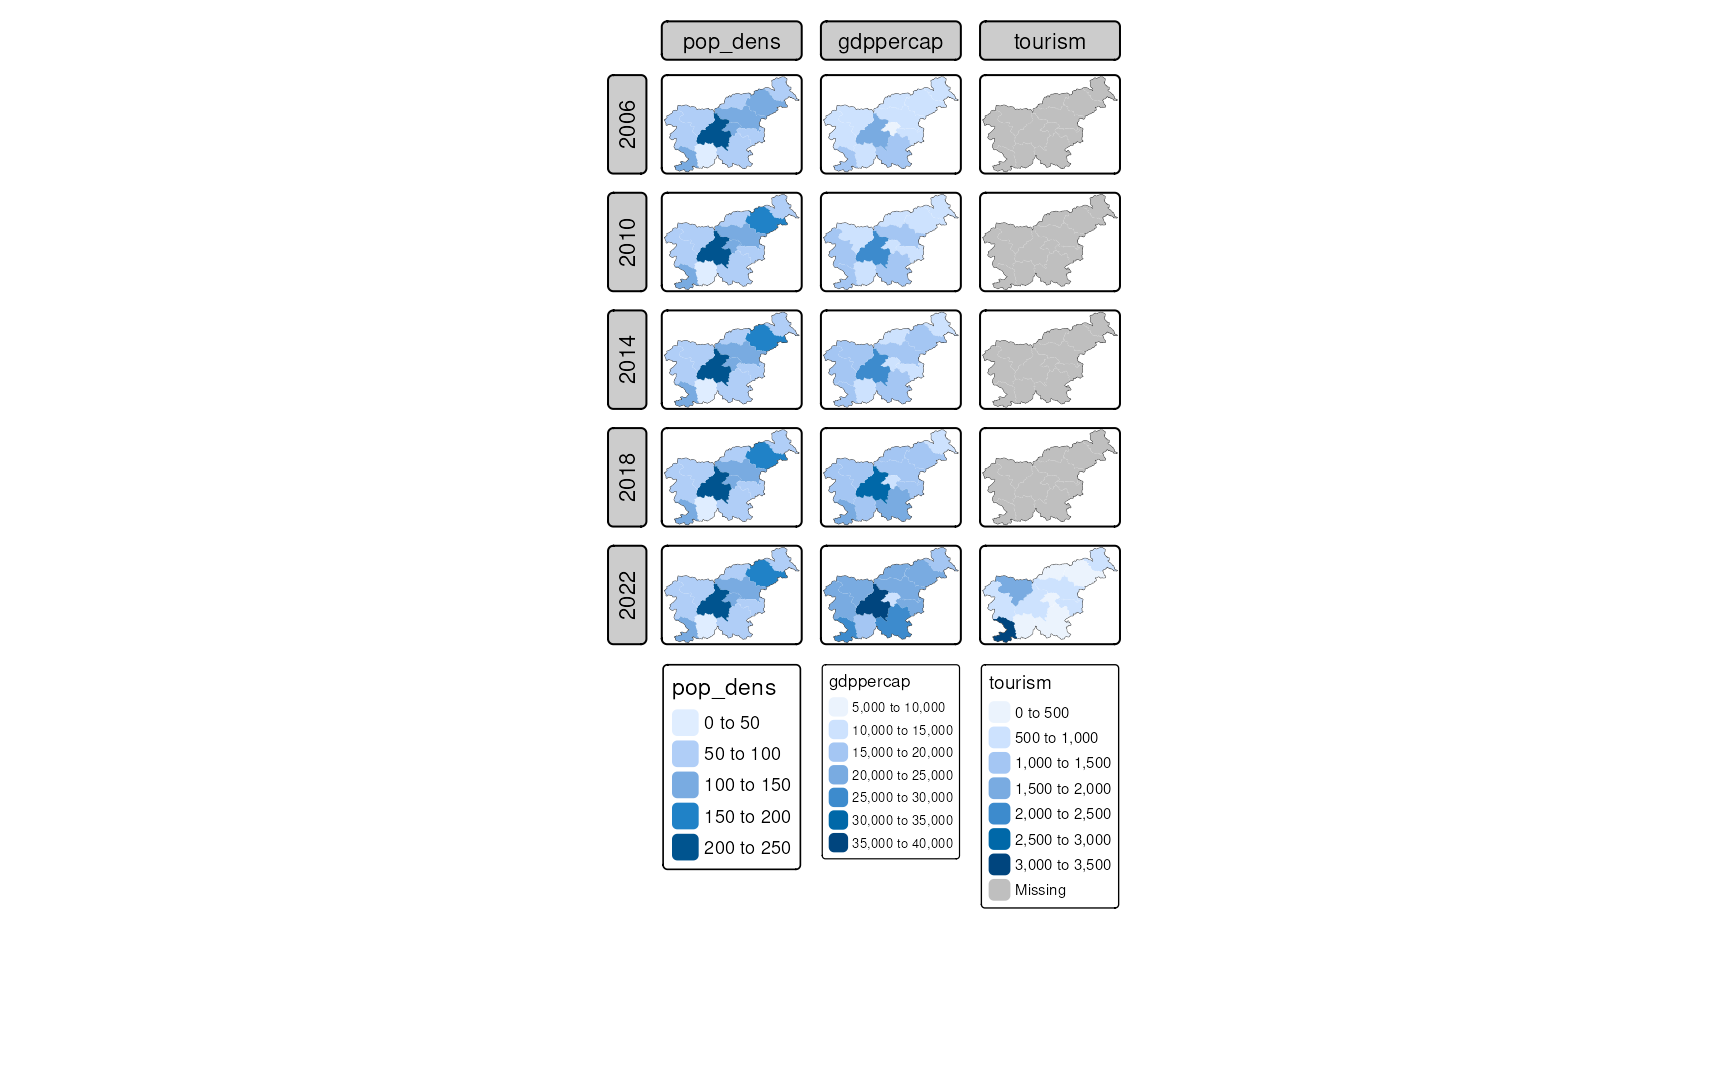 pop_dens
gdppercap
tourism
2006
2010
2014
2018
2022
pop_dens
0 to 50
50 to 100
100 to 150
150 to 200
200 to 250
gdppercap
5,000 to 10,000
10,000 to 15,000
15,000 to 20,000
20,000 to 25,000
25,000 to 30,000
30,000 to 35,000
35,000 to 40,000
tourism
0 to 500
500 to 1,000
1,000 to 1,500
1,500 to 2,000
2,000 to 2,500
2,500 to 3,000
3,000 to 3,500
Missing